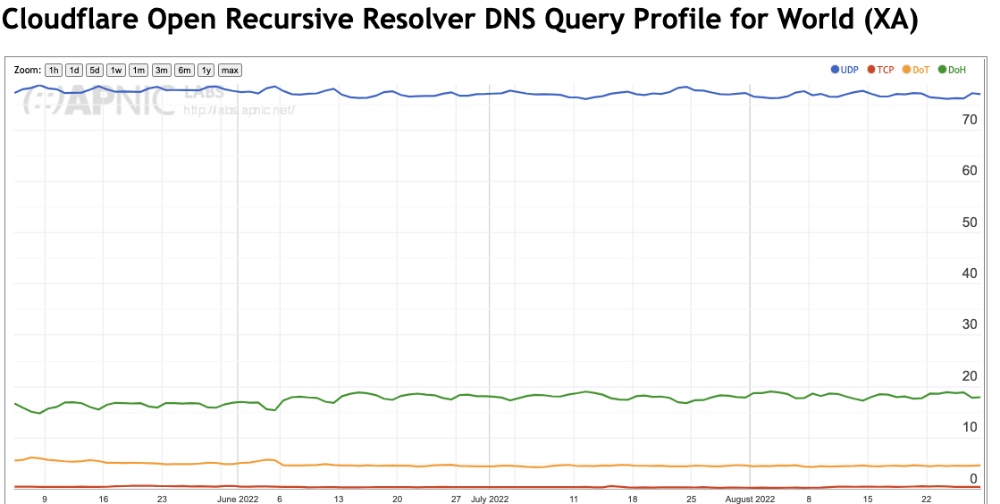 Cloudflare Open Recursive Resolver DNS Query Profile for World (XA)
Zoom: 1h 1d 5d 1w 1m 3m 6m 1y max
UDP TCP DoT DoH
(::)APNIC LABS
http://labs.apnic.net/
70
60
50
40
30
20
10
0
9 16 23 June 2022 6 13 20 27 July 2022 11 18 25 August 2022 8 15 22